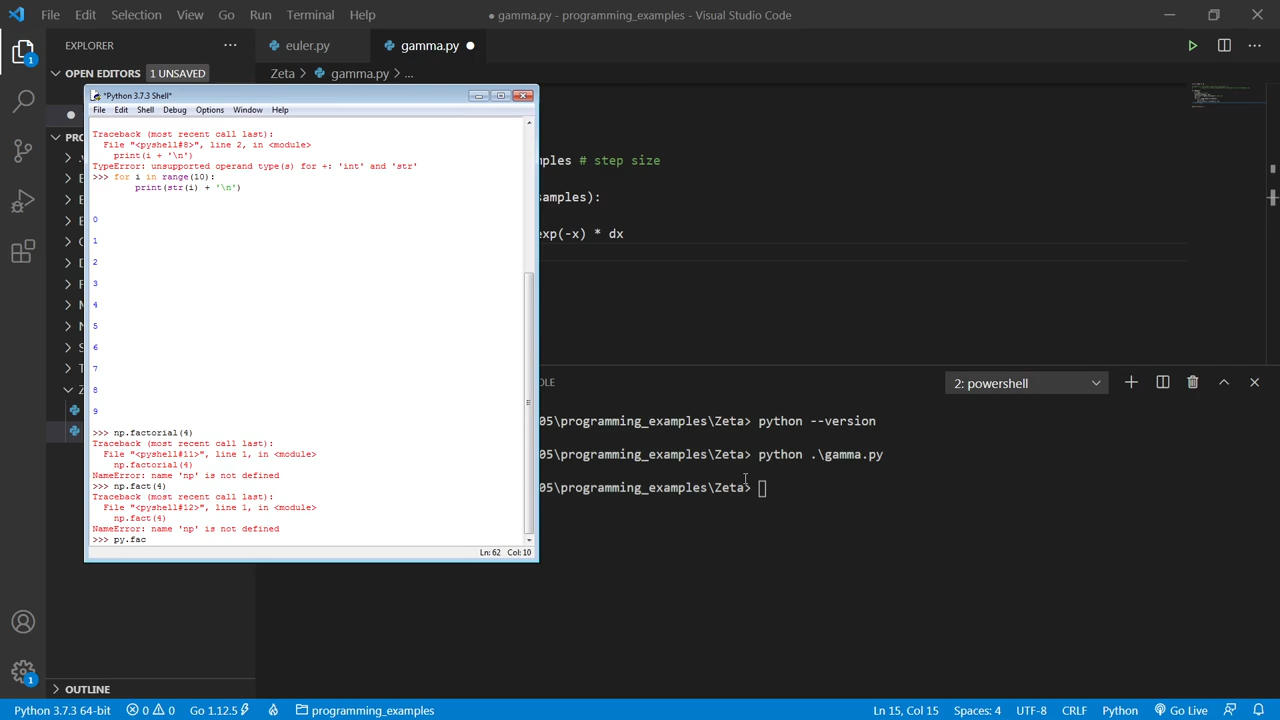 File Edit Selection View Go Run Terminal Help
● gamma.py - programming_examples - Visual Studio Code
EXPLORER
euler.py
gamma.py
OPEN EDITORS 1 UNSAVED
Zeta > gamma.py > ...
*Python 3.7.3 Shell*
File Edit Shell Debug Options Window Help
Traceback (most recent call last):
File "<pyshell#8>", line 2, in <module>
print(i + '\n')
TypeError: unsupported operand type(s) for +: 'int' and 'str'
>>> for i in range(10):
print(str(i) + '\n')
0
1
2
3
4
5
6
7
8
9
>>> np.factorial(4)
Traceback (most recent call last):
File "<pyshell#11>", line 1, in <module>
np.factorial(4)
NameError: name 'np' is not defined
>>> np.fact(4)
Traceback (most recent call last):
File "<pyshell#12>", line 1, in <module>
np.fact(4)
NameError: name 'np' is not defined
>>> py.fac
Ln: 62 Col: 10
mples # step size
amples):
exp(-x) * dx
OLE
2: powershell
05\programming_examples\Zeta> python --version
05\programming_examples\Zeta> python .\gamma.py
05\programming_examples\Zeta>
1
1
OUTLINE
Python 3.7.3 64-bit 0 0 Go 1.12.5 programming_examples
Ln 15, Col 15 Spaces: 4 UTF-8 CRLF Python Go Live